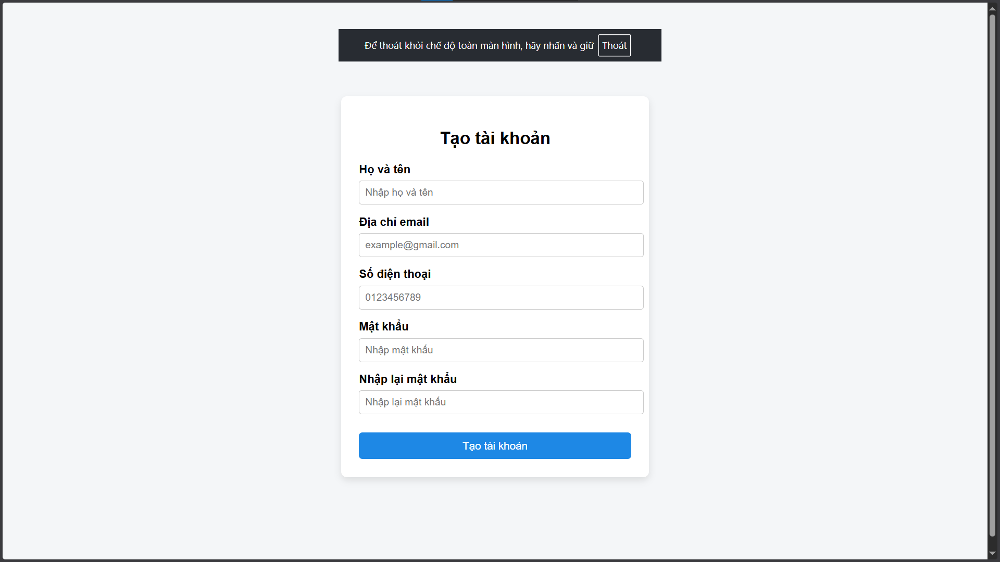 Để thoát khỏi chế độ toàn màn hình, hãy nhấn và giữ Thoát
Tạo tài khoản
Họ và tên
Nhập họ và tên
Địa chỉ email
example@gmail.com
Số điện thoại
0123456789
Mật khẩu
Nhập mật khẩu
Nhập lại mật khẩu
Nhập lại mật khẩu
Tạo tài khoản